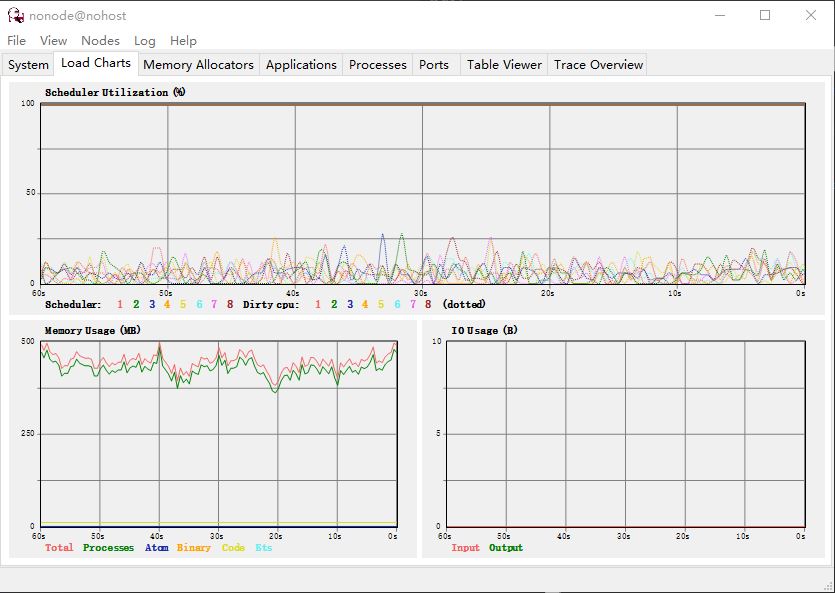 nonode@nohost
File View Nodes Log Help
System Load Charts Memory Allocators Applications Processes Ports Table Viewer Trace Overview
Scheduler Utilization (%)
100
50
0
60s 50s 40s 30s 20s 10s 0s
Scheduler: 1 2 3 4 5 6 7 8 Dirty cpu: 1 2 3 4 5 6 7 8 (dotted)
Memory Usage (MB)
500
250
0
60s 50s 40s 30s 20s 10s 0s
Total Processes Atom Binary Code Ets
IO Usage (B)
10
5
0
60s 50s 40s 30s 20s 10s 0s
Input Output